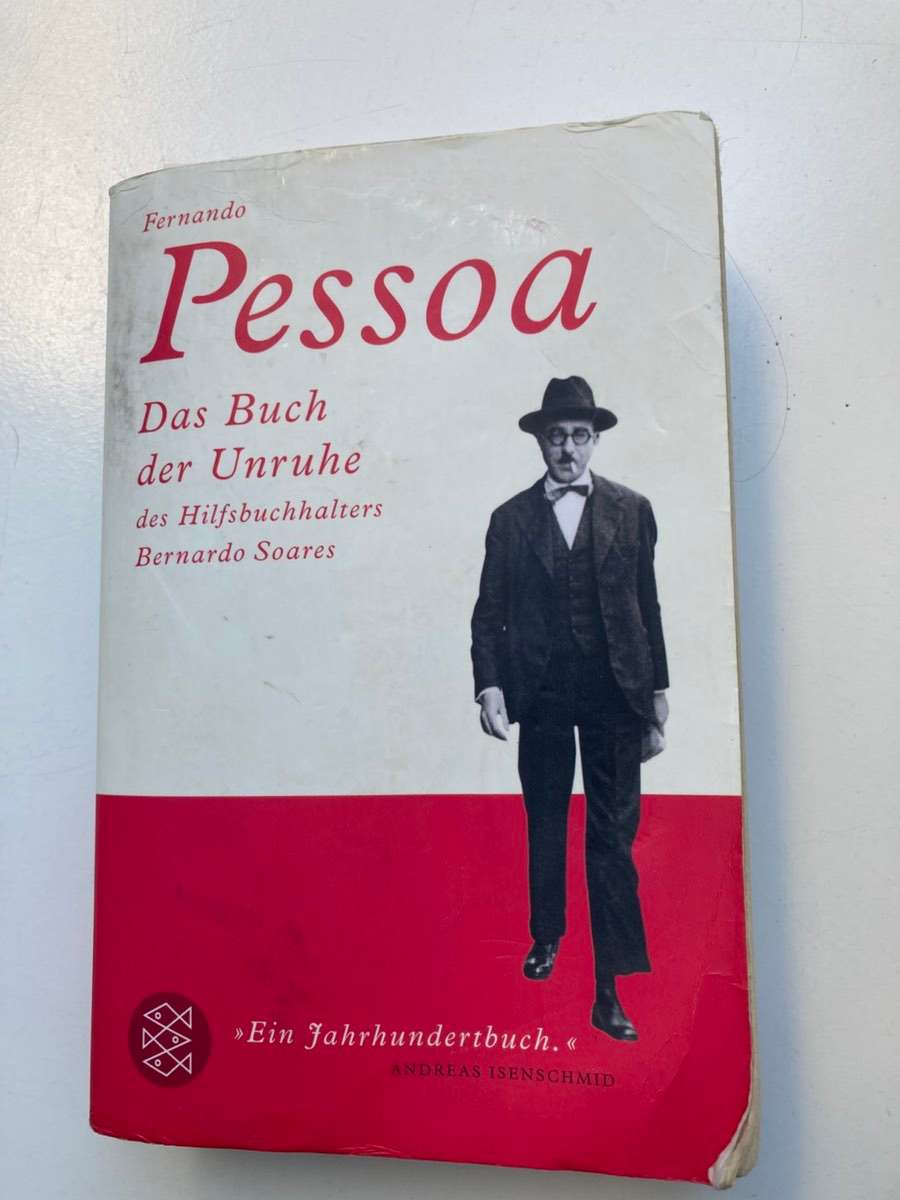 Fernando
Pessoa
Das Buch
der Unruhe
des Hilfsbuchhalters
Bernardo Soares
»Ein Jahrhundertbuch.«
ANDREAS ISENSCHMID